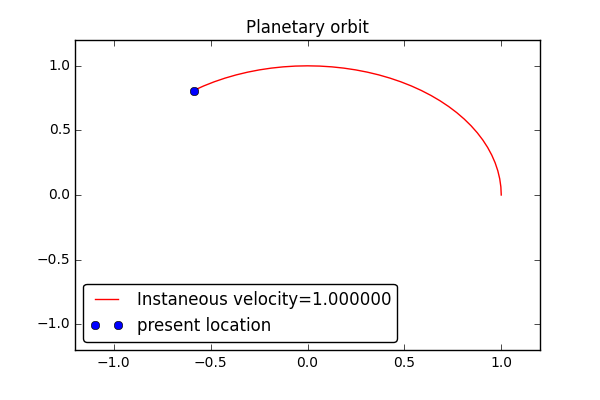 Planetary orbit
1.0
0.5
0.0
−0.5
−1.0
Instaneous velocity=1.000000
present location
−1.0 −0.5 0.0 0.5 1.0